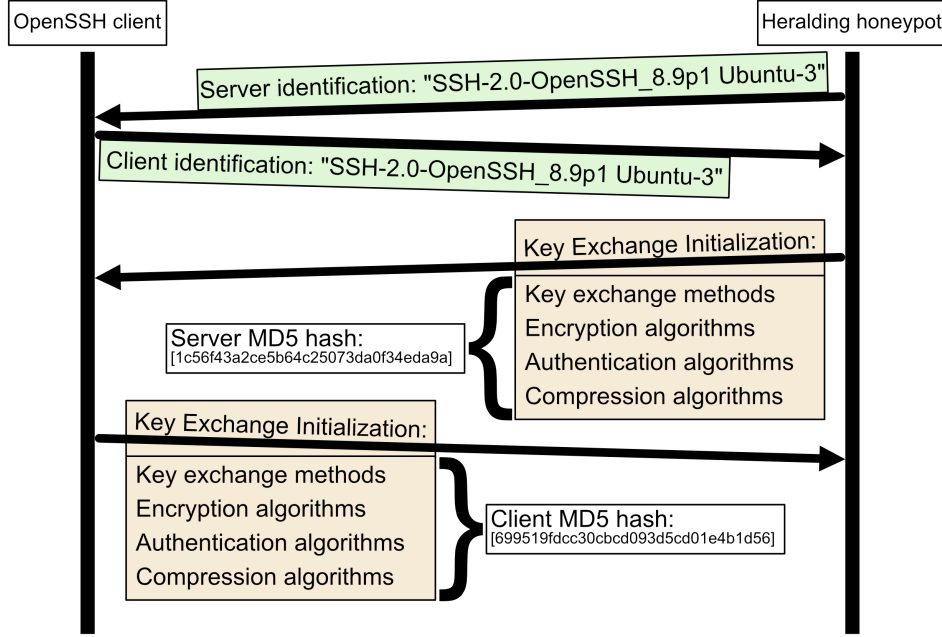 OpenSSH client
Heralding honeypot
Server identification: "SSH-2.0-OpenSSH_8.9p1 Ubuntu-3"
Client identification: "SSH-2.0-OpenSSH_8.9p1 Ubuntu-3"
Key Exchange Initialization:
Key exchange methods
Encryption algorithms
Authentication algorithms
Compression algorithms
Server MD5 hash:
[1c56f43a2ce5b64c25073da0f34eda9a]
Key Exchange Initialization:
Key exchange methods
Encryption algorithms
Authentication algorithms
Compression algorithms
Client MD5 hash:
[699519fdcc30cbcd093d5cd01e4b1d56]